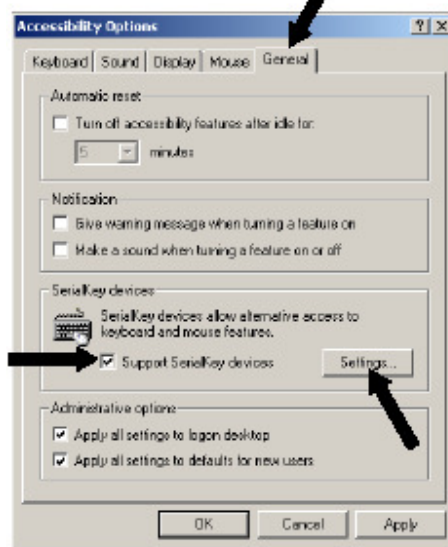 Accessibility Options
Keyboard Sound Display Mouse General
Automatic reset
Turn off accessibility features after idle for:
5 minutes
Notification
Give warning message when turning a feature on
Make a sound when turning a feature on or off
SerialKey devices
SerialKey devices allow alternative access to
keyboard and mouse features.
Support SerialKey devices Settings...
Administrative options
Apply all settings to logon desktop
Apply all settings to defaults for new users
OK Cancel Apply